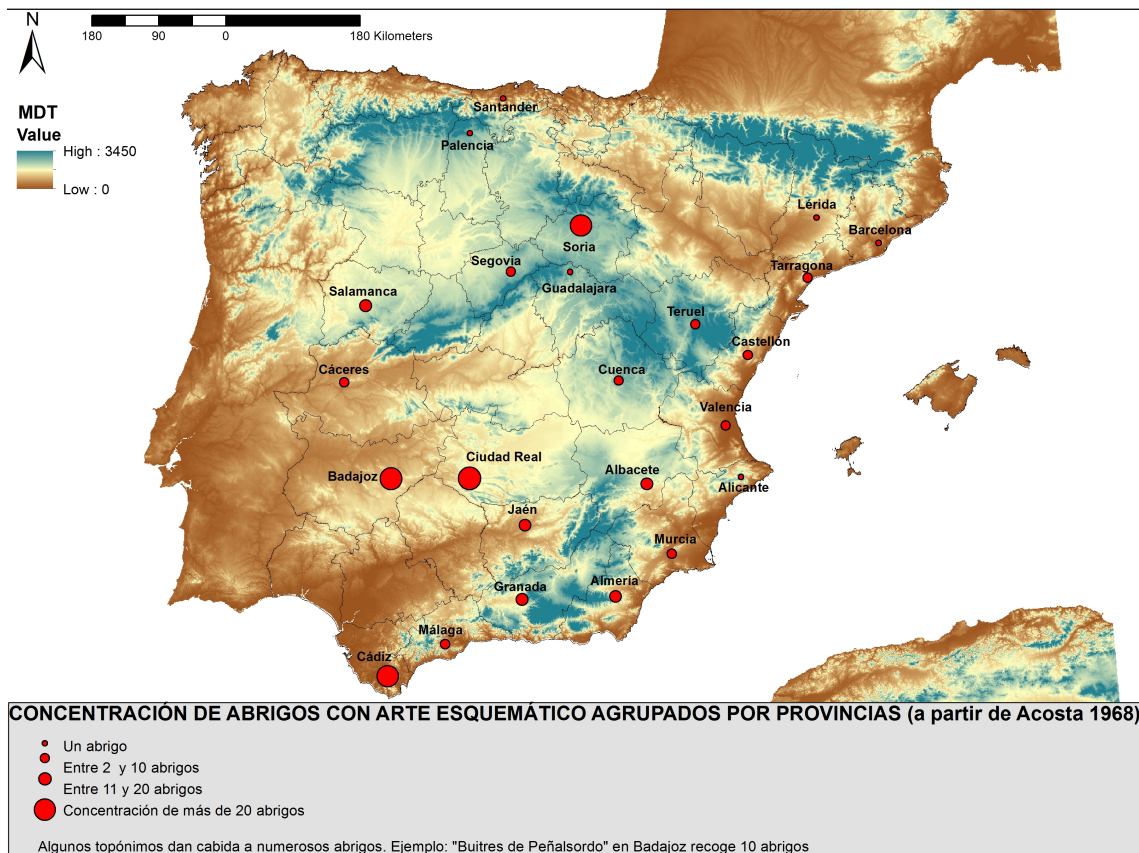 N
180 90 0 180 Kilometers
MDT
Value
High : 3450
Low : 0
Santander
Palencia
Lérida
Barcelona
Soria
Segovia
Tarragona
Guadalajara
Salamanca
Teruel
Castellón
Cáceres
Cuenca
Valencia
Ciudad Real
Badajoz
Albacete
Alicante
Jaén
Murcia
Almería
Granada
Málaga
Cádiz
CONCENTRACIÓN DE ABRIGOS CON ARTE ESQUEMÁTICO AGRUPADOS POR PROVINCIAS (a partir de Acosta 1968)
Un abrigo
Entre 2 y 10 abrigos
Entre 11 y 20 abrigos
Concentración de más de 20 abrigos
Algunos topónimos dan cabida a numerosos abrigos. Ejemplo: "Buitres de Peñalsordo" en Badajoz recoge 10 abrigos